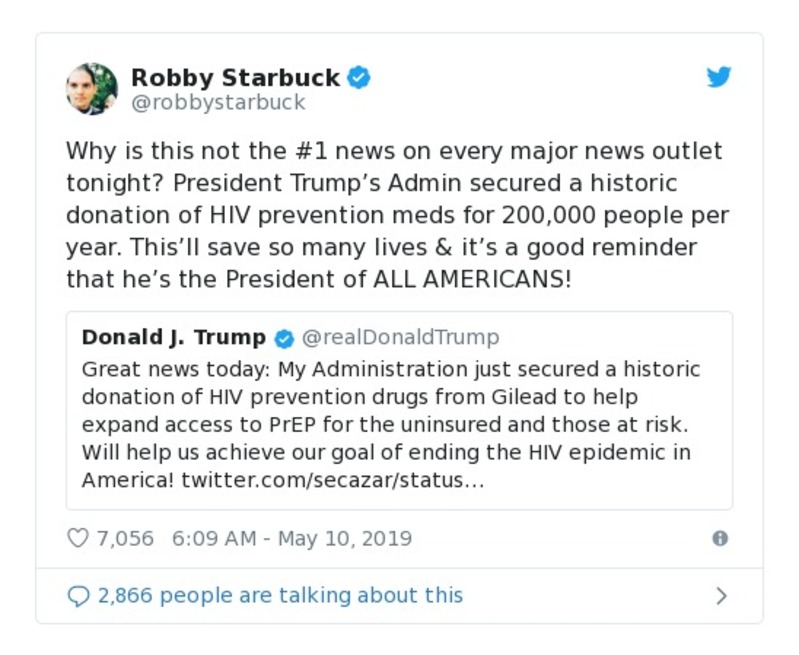 Robby Starbuck
@robbystarbuck
Why is this not the #1 news on every major news outlet
tonight? President Trump’s Admin secured a historic
donation of HIV prevention meds for 200,000 people per
year. This’ll save so many lives & it’s a good reminder
that he’s the President of ALL AMERICANS!
Donald J. Trump @realDonaldTrump
Great news today: My Administration just secured a historic
donation of HIV prevention drugs from Gilead to help
expand access to PrEP for the uninsured and those at risk.
Will help us achieve our goal of ending the HIV epidemic in
America! twitter.com/secazar/status…
7,056 6:09 AM - May 10, 2019
2,866 people are talking about this